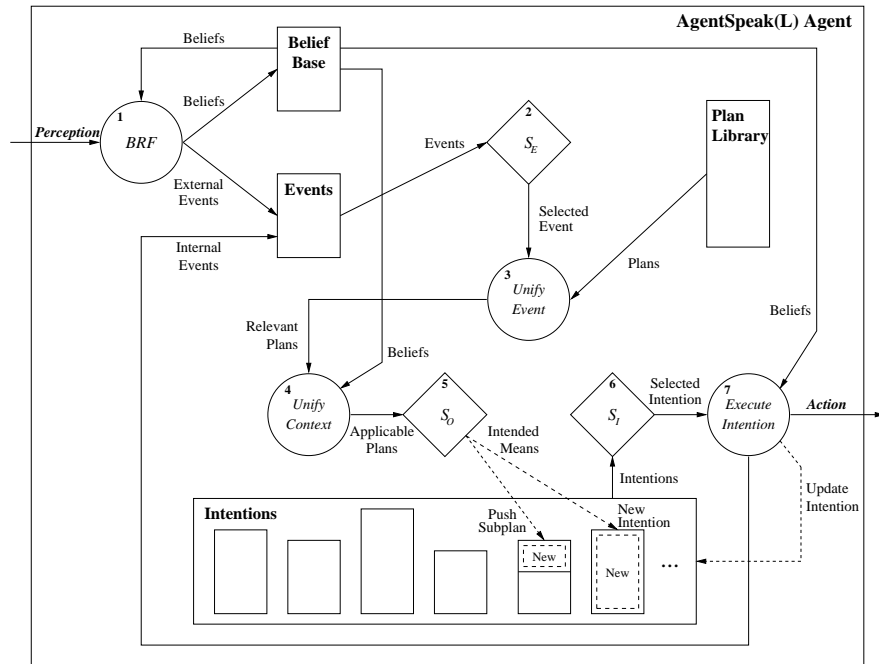 AgentSpeak(L) Agent
Beliefs
Belief
Base
Beliefs
1
Perception
BRF
2
S_E
Events
Plan
Library
External
Events
Events
Selected
Event
Internal
Events
3
Unify
Event
Plans
Relevant
Plans
Beliefs
Beliefs
4
Unify
Context
Applicable
Plans
5
S_O
Intended
Means
6
S_I
Selected
Intention
7
Execute
Intention
Action
Intentions
Update
Intention
Intentions
Push
Subplan
New
Intention
New
New
...